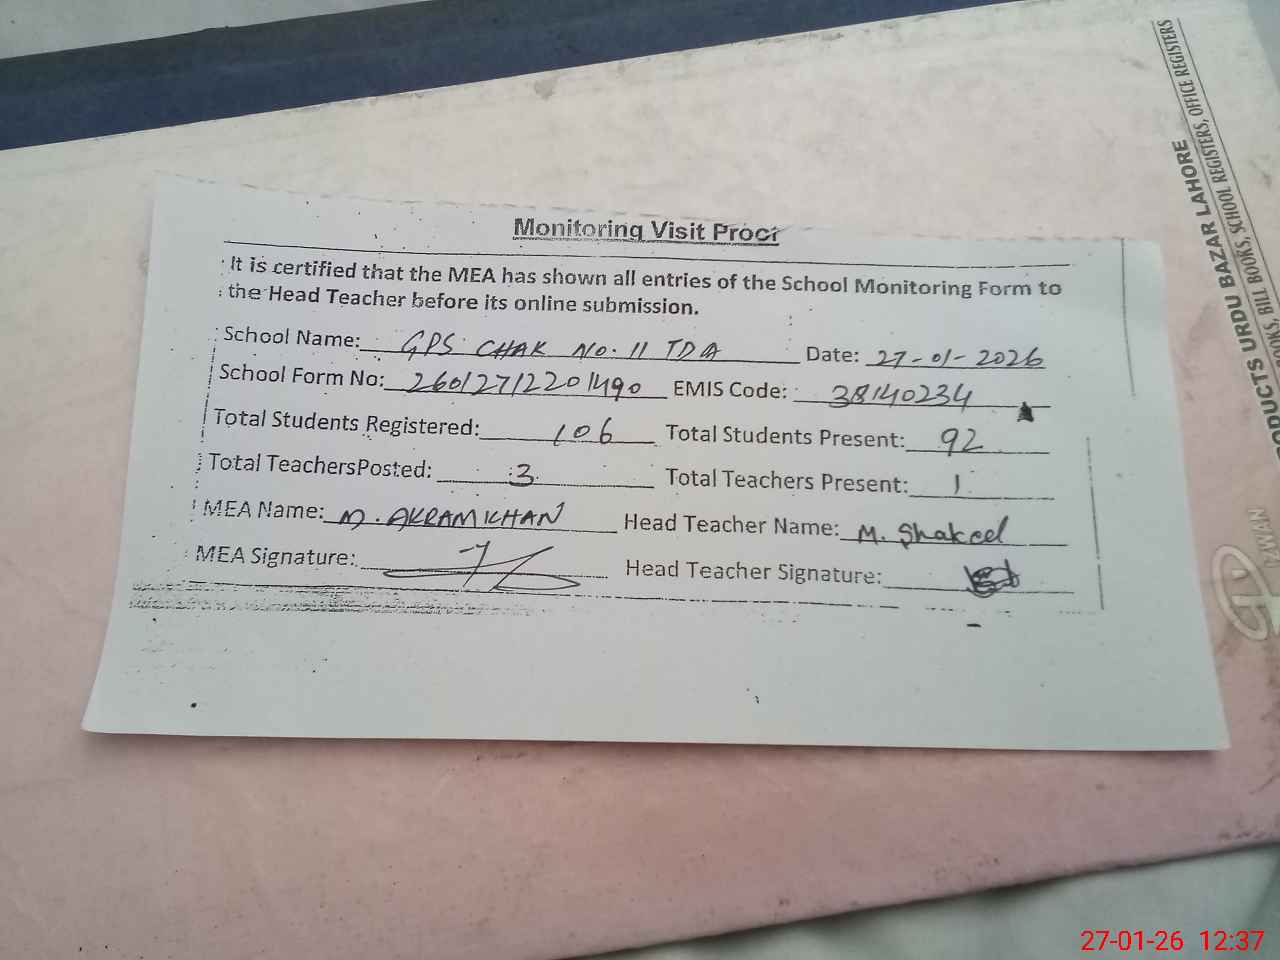 Monitoring Visit Proof
It is certified that the MEA has shown all entries of the School Monitoring Form to
the Head Teacher before its online submission.
School Name: GPS CHAK NO. 11 TDA Date: 27-01-2026
School Form No: 26012712201490 EMIS Code: 38140234
Total Students Registered: 106 Total Students Present: 92
Total TeachersPosted: 3 Total Teachers Present: 1
MEA Name: M. AKRAM KHAN Head Teacher Name: M. Shakeel
MEA Signature: Head Teacher Signature:
ODUCTS URDU BAZAR LAHORE
BOOKS, BILL BOOKS, SCHOOL REGISTERS, OFFICE REGISTERS
27-01-26 12:37